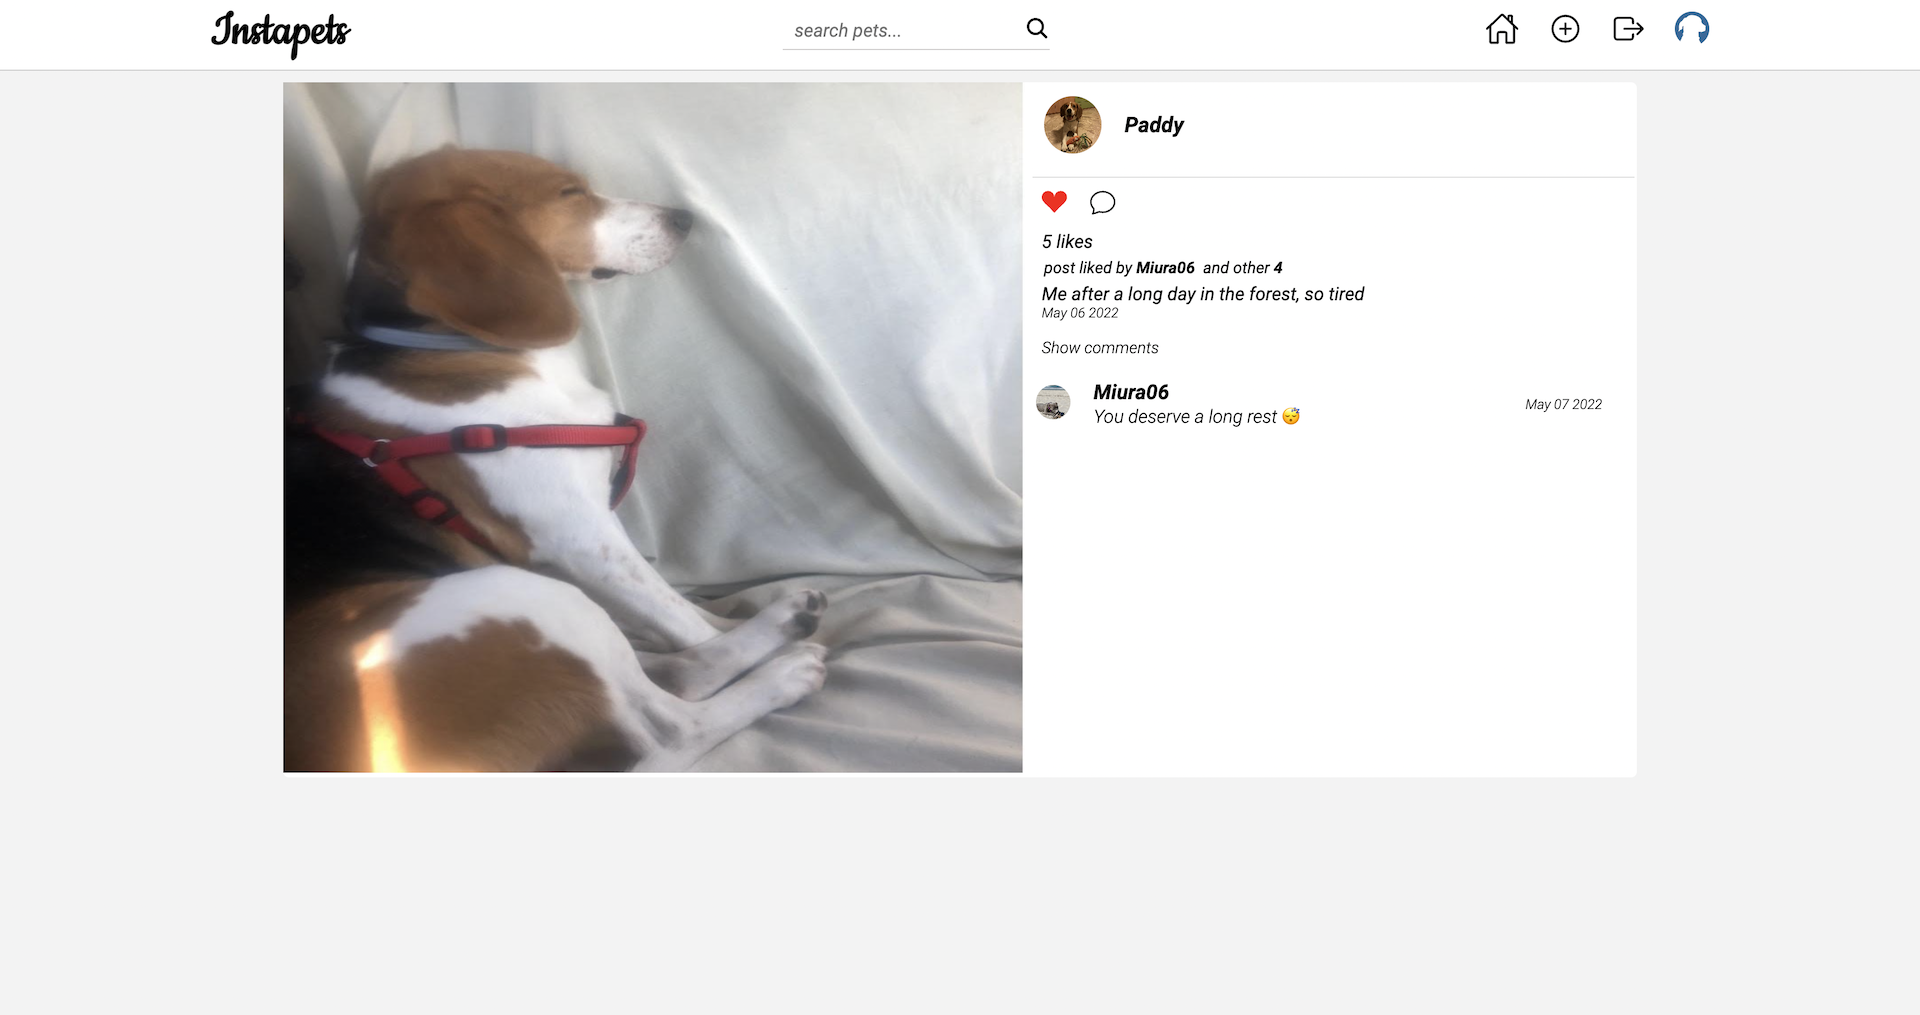 Instapets
search pets...
Paddy
5 likes
post liked by Miura06 and other 4
Me after a long day in the forest, so tired
May 06 2022
Show comments
Miura06
You deserve a long rest 😴
May 07 2022